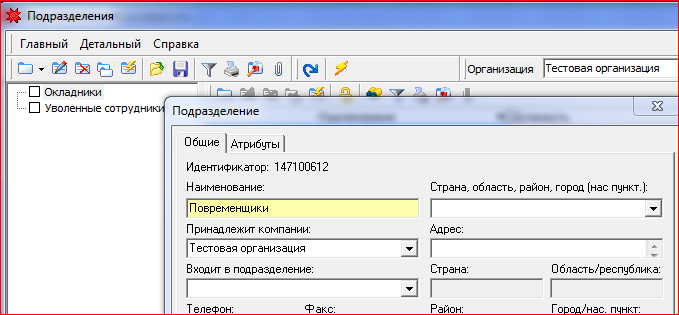 Подразделения
Главный Детальный Справка
Организация Тестовая организация
Окладники
Уволенные сотрудники
Подразделение
Общие Атрибуты
Идентификатор: 147100612
Наименование: Страна, область, район, город (нас пункт.):
Повременщики
Принадлежит компании: Адрес:
Тестовая организация
Входит в подразделение: Страна: Область/республика:
Телефон: Факс: Район: Город/нас. пункт: